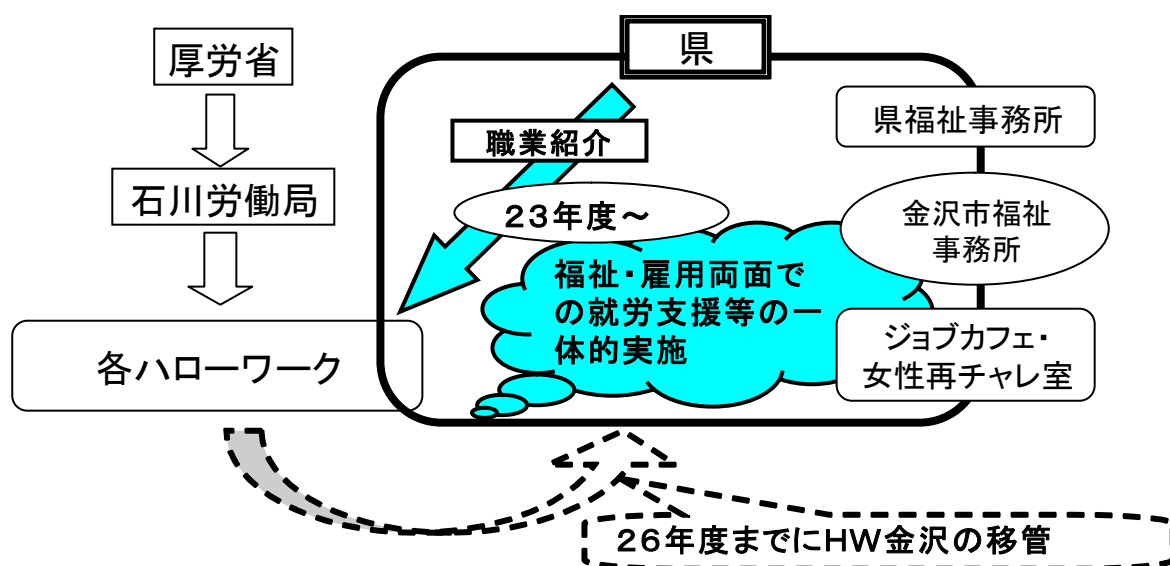 県
厚労省
県福祉事務所
職業紹介
石川労働局
23年度~
金沢市福祉
事務所
福祉・雇用両面で
の就労支援等の一
体的実施
ジョブカフェ・
女性再チャレ室
各ハローワーク
26年度までにHW金沢の移管